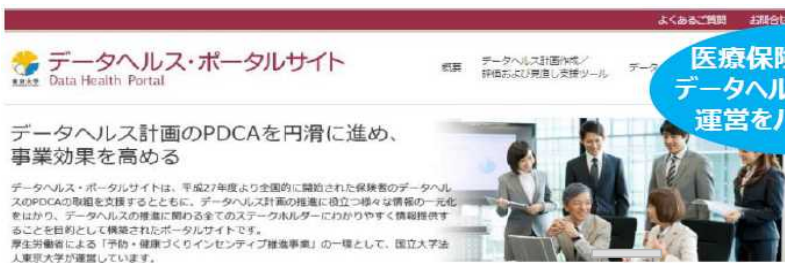 よくあるご質問 お問合せ
データヘルス・ポータルサイト
Data Health Portal
東京大学
概要
データヘルス計画作成／
評価および見直し支援ツール
データ
医療保険
データヘル
運営を
データヘルス計画のPDCAを円滑に進め、
事業効果を高める
データヘルス・ポータルサイトは、平成27年度より全国的に開始された保険者のデータヘル
スのPDCAの取組を支援するとともに、データヘルス計画の推進に役立つ様々な情報の一元化
をはかり、データヘルスの推進に関わる全てのステークホルダーにわかりやすく情報提供す
ることを目的として構築されたポータルサイトです。
厚生労働省による「予防・健康づくりインセンティブ推進事業」の一環として、国立大学法
人東京大学が運営しています。